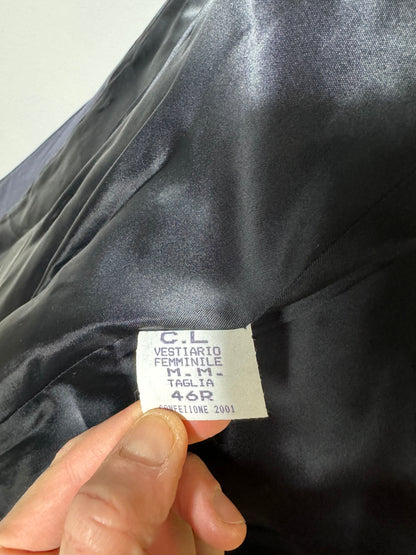 C.L
VESTIARIO
FEMMINILE
M.M.
TAGLIA
46R
CONFEZIONE 2001